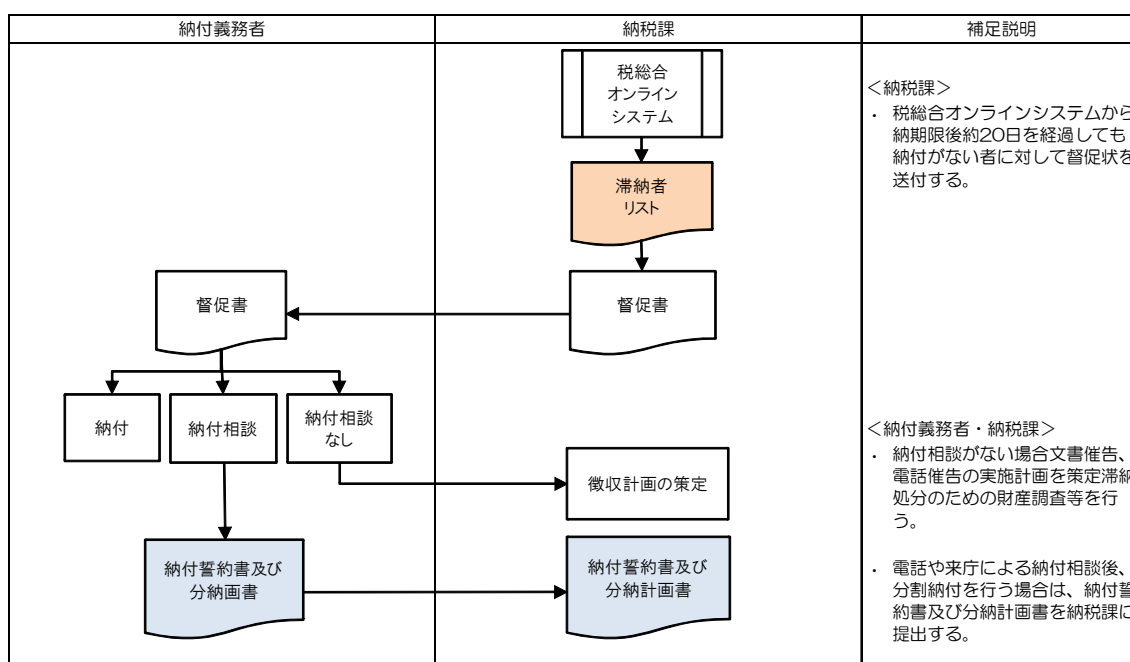 納付義務者
納税課
補足説明
税総合
オンライン
システム
滞納者
リスト
督促書
督促書
納付
納付相談
納付相談
なし
徴収計画の策定
納付誓約書及び
分納画書
納付誓約書及び
分納計画書
＜納税課＞
・ 税総合オンラインシステムから
納期限後約20日を経過しても
納付がない者に対して督促状を
送付する。
＜納付義務者・納税課＞
・ 納付相談がない場合文書催告、
電話催告の実施計画を策定滞納
処分のための財産調査等を行
う。
・ 電話や来庁による納付相談後、
分割納付を行う場合は、納付誓
約書及び分納計画書を納税課に
提出する。